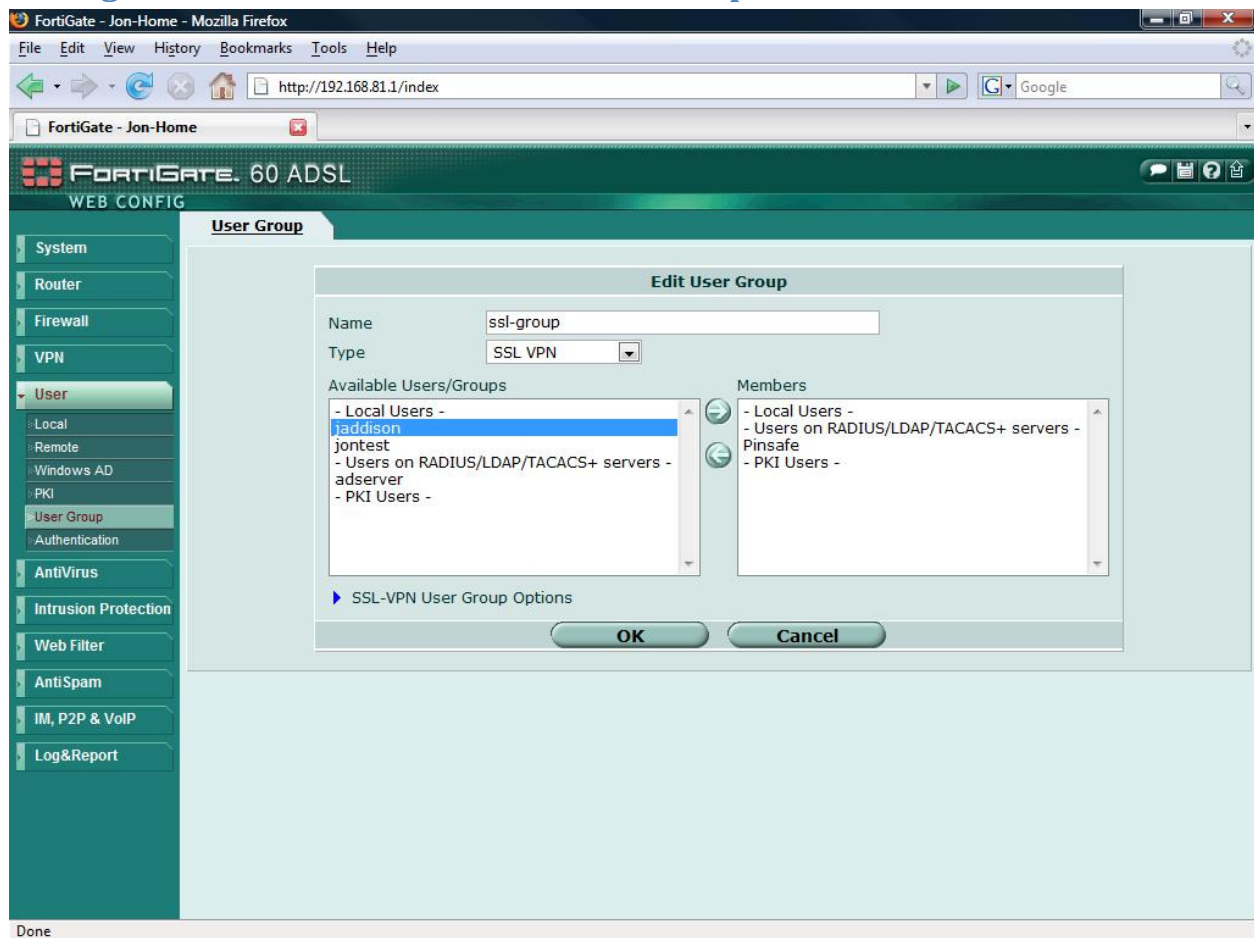 FortiGate - Jon-Home - Mozilla Firefox
File Edit View History Bookmarks Tools Help
http://192.168.81.1/index
G Google
FortiGate - Jon-Home
FORTIGATE. 60 ADSL
WEB CONFIG
User Group
System
Router
Firewall
VPN
User
Local
Remote
Windows AD
PKI
User Group
Authentication
AntiVirus
Intrusion Protection
Web Filter
AntiSpam
IM, P2P & VoIP
Log&Report
Edit User Group
Name ssl-group
Type SSL VPN
Available Users/Groups
- Local Users -
jaddison
jontest
- Users on RADIUS/LDAP/TACACS+ servers -
adserver
- PKI Users -
Members
- Local Users -
- Users on RADIUS/LDAP/TACACS+ servers -
Pinsafe
- PKI Users -
SSL-VPN User Group Options
OK Cancel
Done